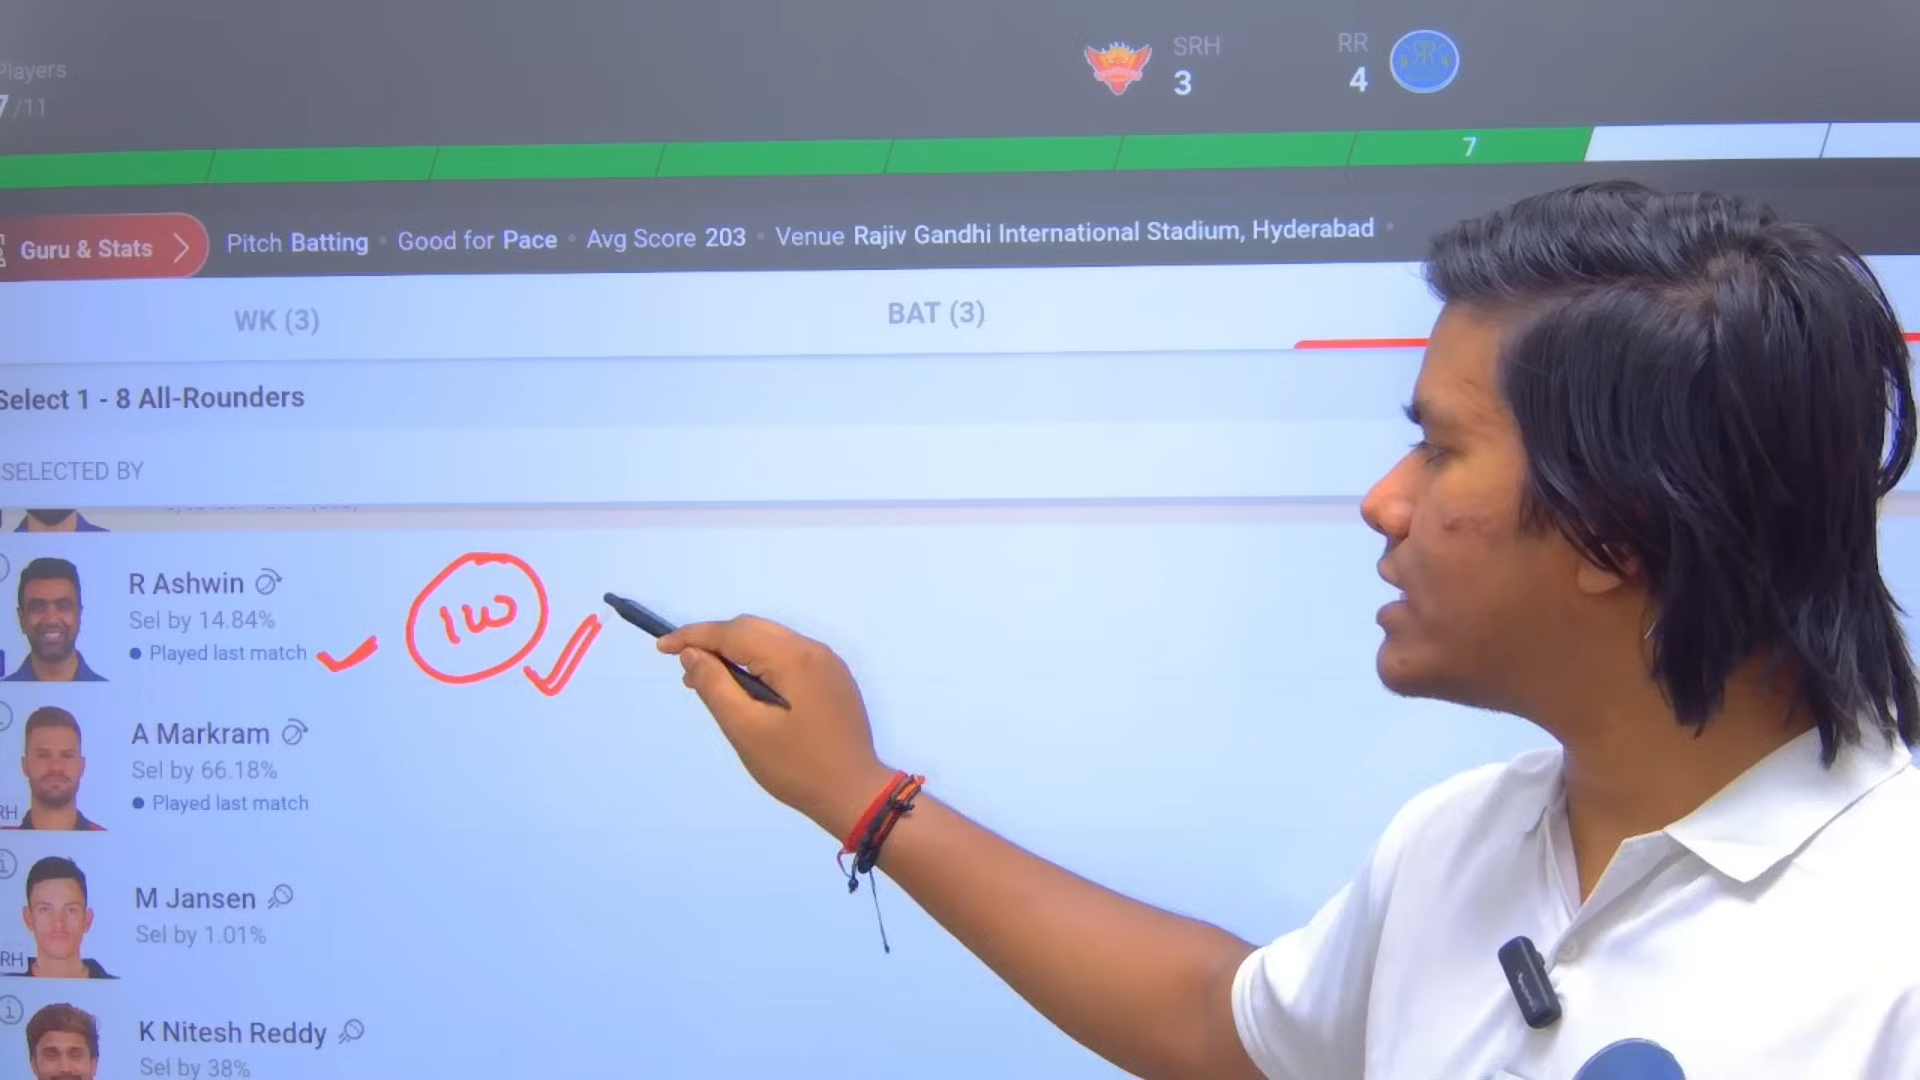 Players
7/11
SRH
3
RR
4
7
Guru & Stats
Pitch Batting • Good for Pace • Avg Score 203 • Venue Rajiv Gandhi International Stadium, Hyderabad •
WK (3)
BAT (3)
Select 1 - 8 All-Rounders
SELECTED BY
R Ashwin
Sel by 14.84%
• Played last match
1W
A Markram
Sel by 66.18%
• Played last match
RH
M Jansen
Sel by 1.01%
RH
K Nitesh Reddy
Sel by 38%